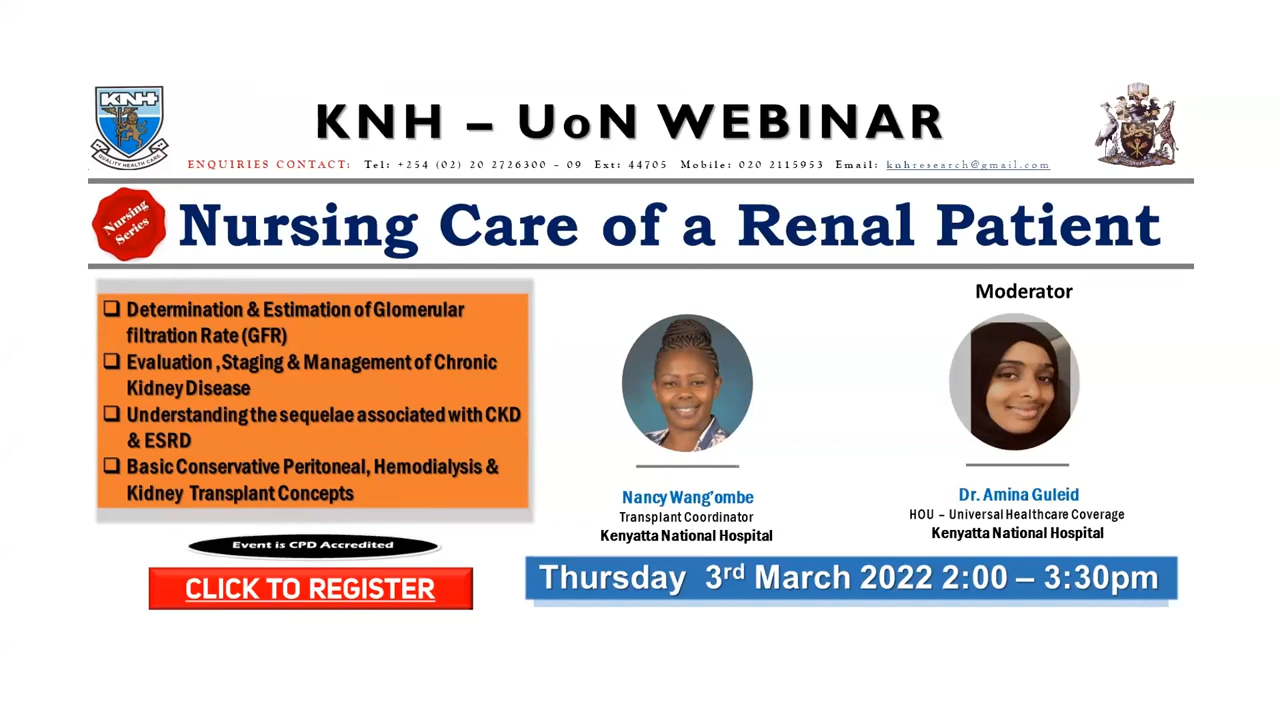 KNH
QUALITY HEALTH CARE
KNH – UoN WEBINAR
ENQUIRIES CONTACT: Tel: +254 (02) 20 2726300 – 09 Ext: 44705 Mobile: 020 2115953 Email: knhresearch@gmail.com
Nursing
Series
Nursing Care of a Renal Patient
❑ Determination & Estimation of Glomerular
filtration Rate (GFR)
❑ Evaluation ,Staging & Management of Chronic
Kidney Disease
❑ Understanding the sequelae associated with CKD
& ESRD
❑ Basic Conservative Peritoneal, Hemodialysis &
Kidney Transplant Concepts
Event is CPD Accredited
CLICK TO REGISTER
Nancy Wang’ombe
Transplant Coordinator
Kenyatta National Hospital
Moderator
Dr. Amina Guleid
HOU – Universal Healthcare Coverage
Kenyatta National Hospital
Thursday 3rd March 2022 2:00 – 3:30pm